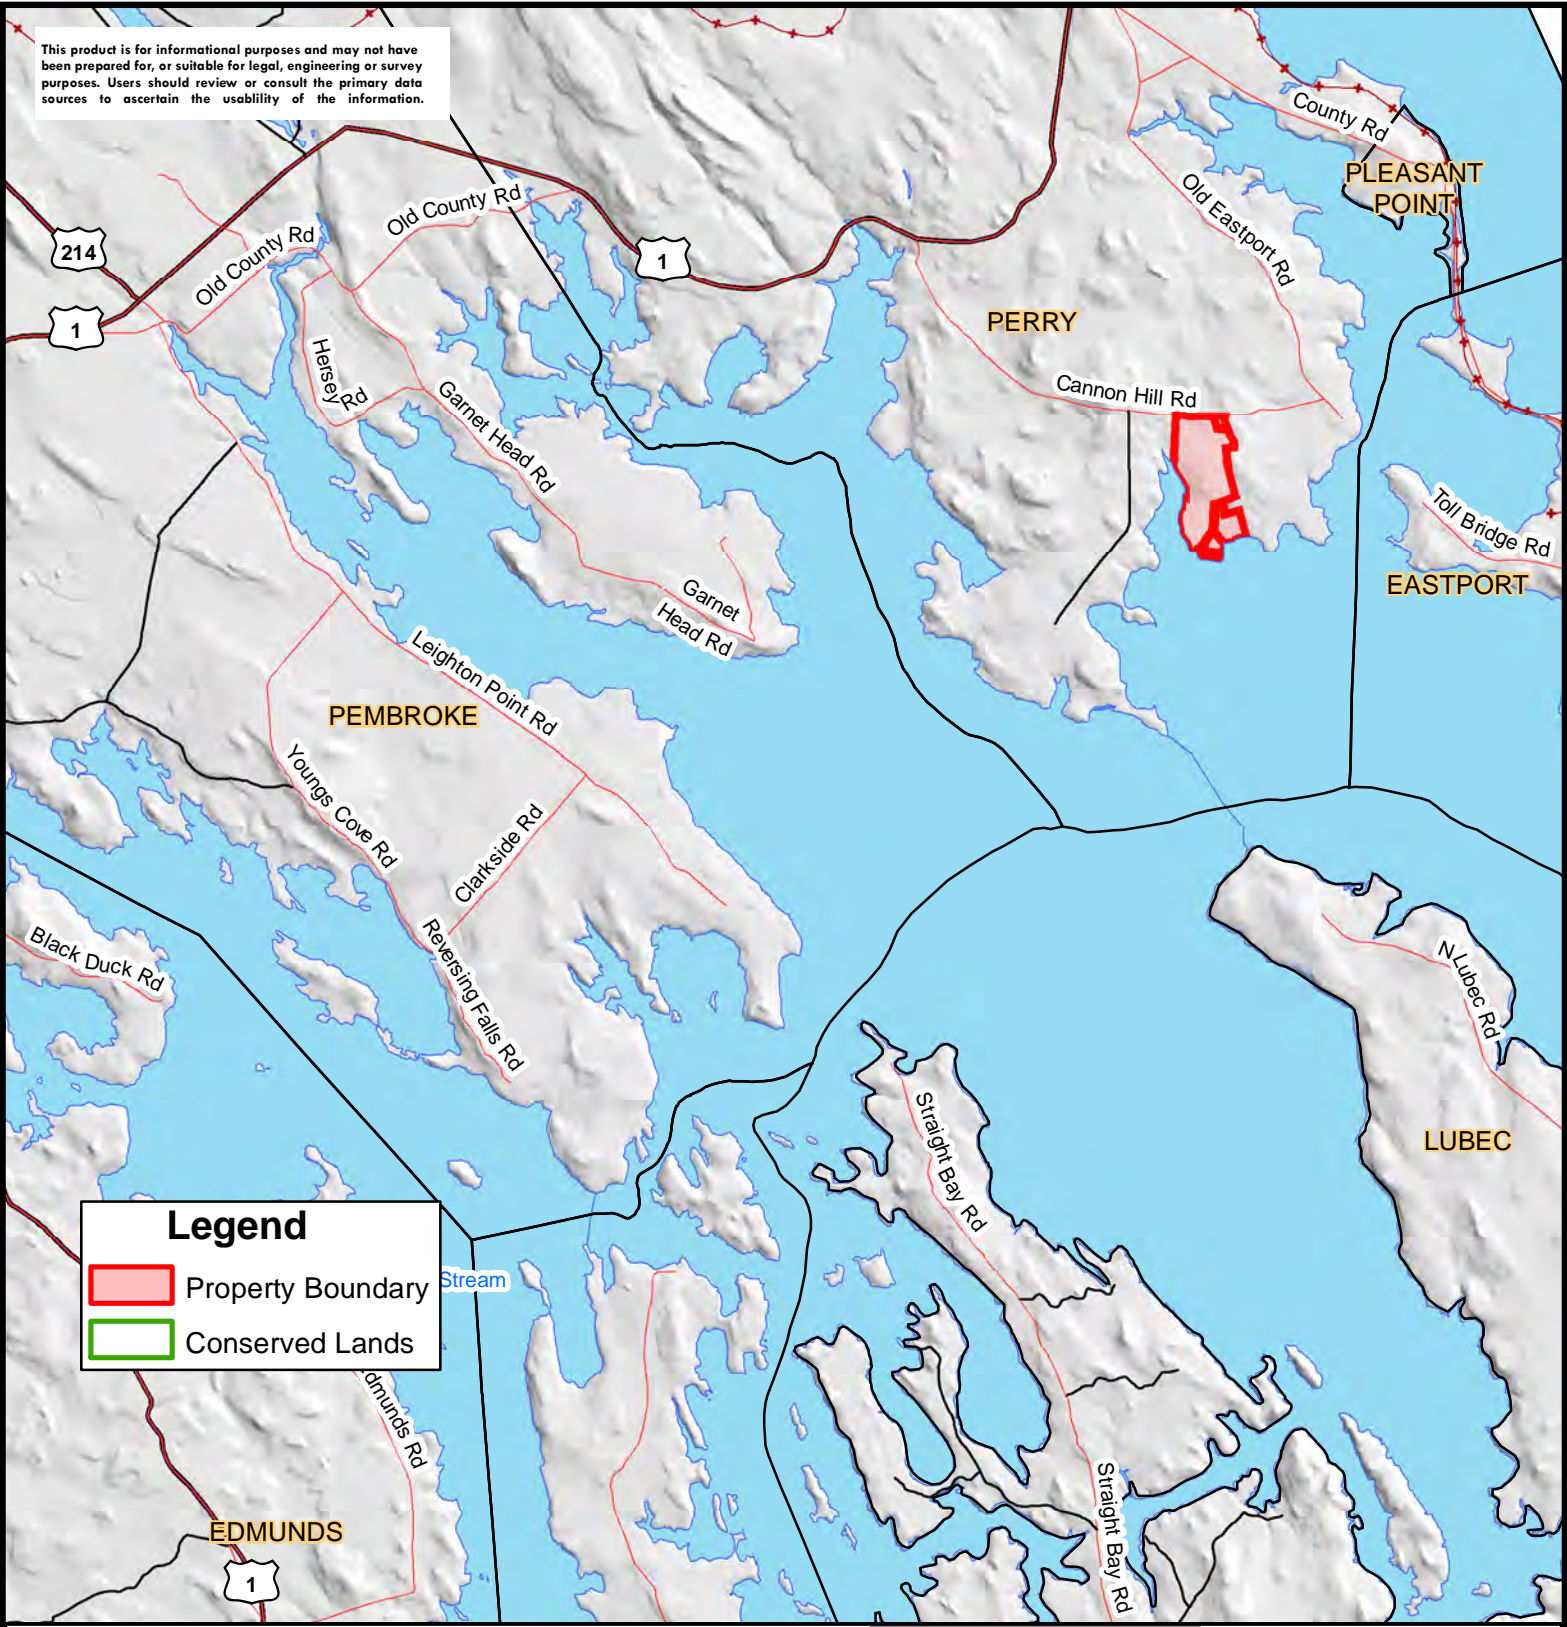 This product is for informational purposes and may not have
been prepared for, or suitable for legal, engineering or survey
purposes. Users should review or consult the primary data
sources to ascertain the usablility of the information.
County Rd
PLEASANT
POINT
Old County Rd
Old Eastport Rd
214
Old County Rd
1
1
PERRY
Hersey
Rd
Cannon Hill Rd
Garnet Head Rd
Toll Bridge Rd
EASTPORT
Garnet
Head Rd
Leighton Point Rd
PEMBROKE
Youngs Cove Rd
Clarkside Rd
Black Duck Rd
Reversing Falls Rd
N Lubec Rd
Straight Bay Rd
LUBEC
Legend
Property Boundary
Conserved Lands
Stream
dmunds Rd
Straight Bay Rd
EDMUNDS
1